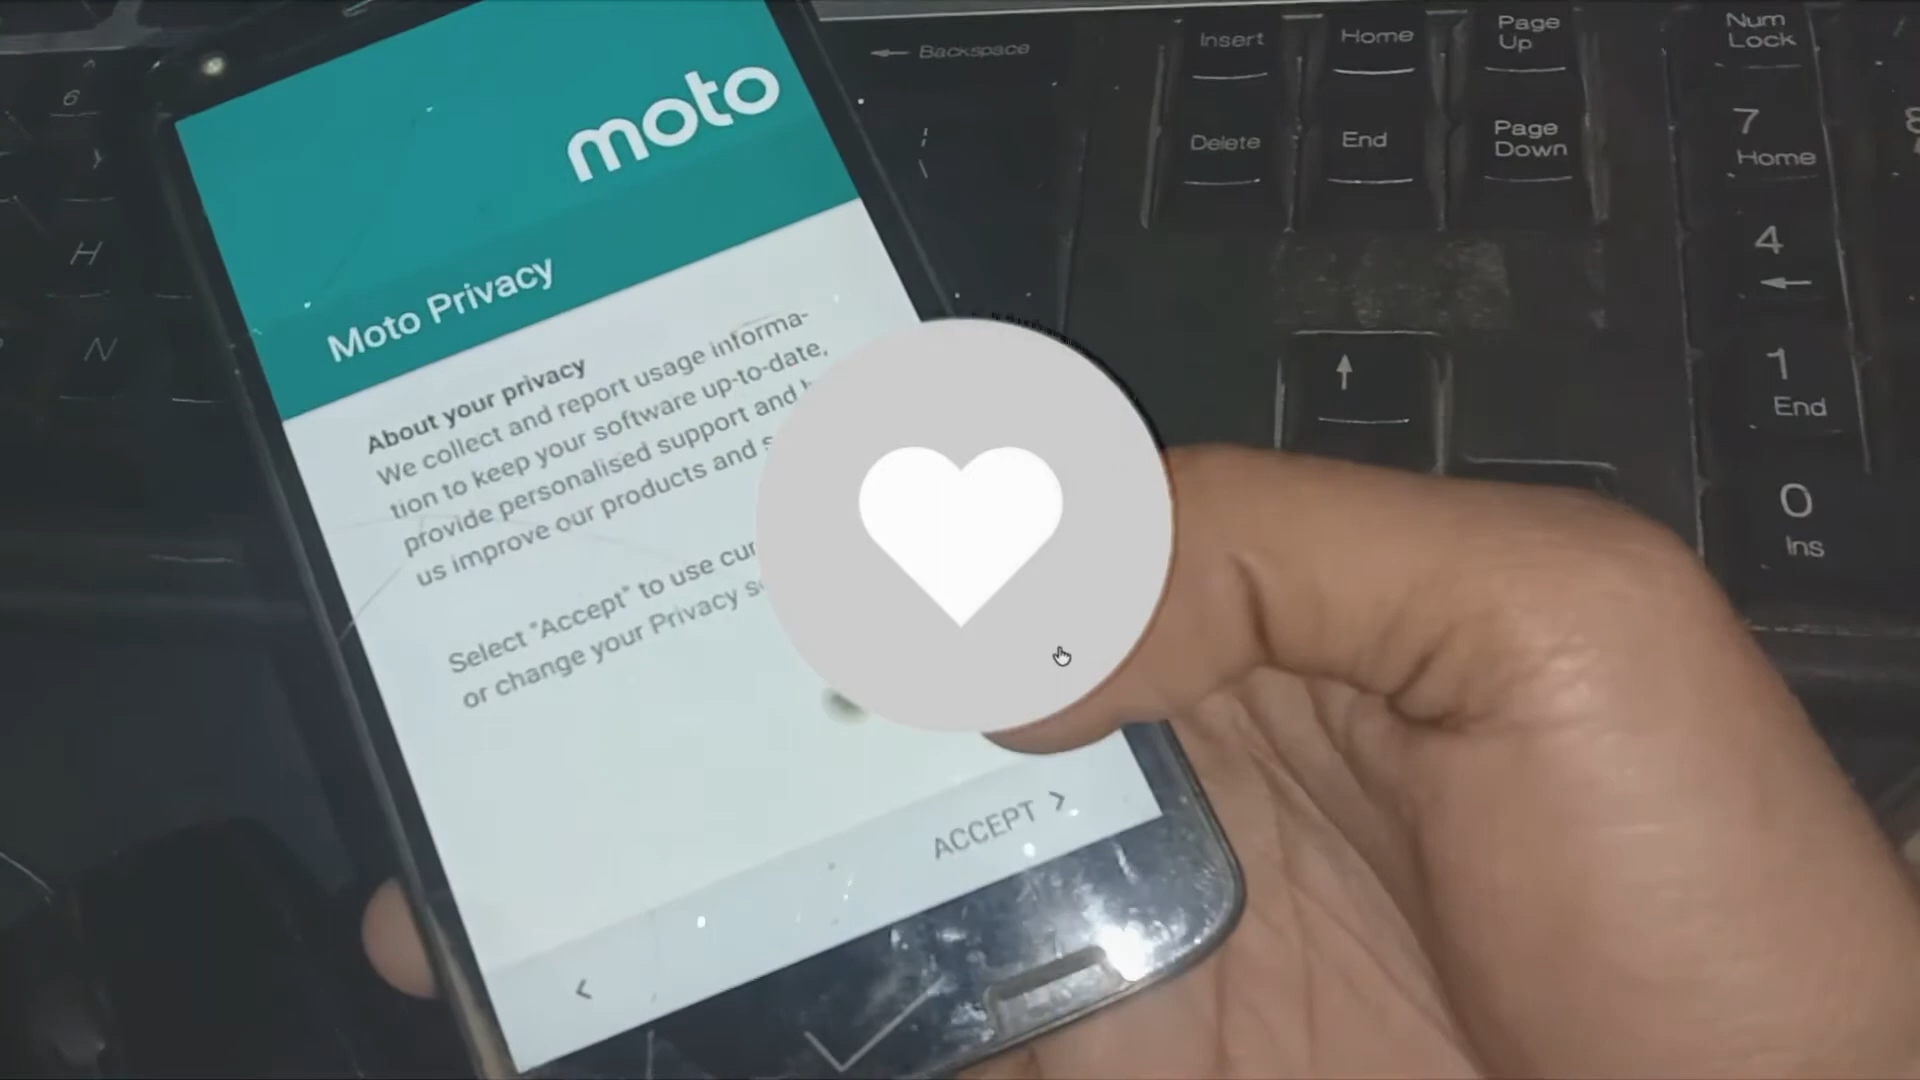 moto
Moto Privacy
About your privacy
We collect and report usage informa-
tion to keep your software up-to-date,
provide personalised support and
us improve our products and
Select "Accept" to use
or change your Privacy
ACCEPT >
<
6
y
H
N
← Backspace
Insert
Home
Page
Up
Num
Lock
Delete
End
Page
Down
7
Home
8
4
←
↑
1
End
0
Ins